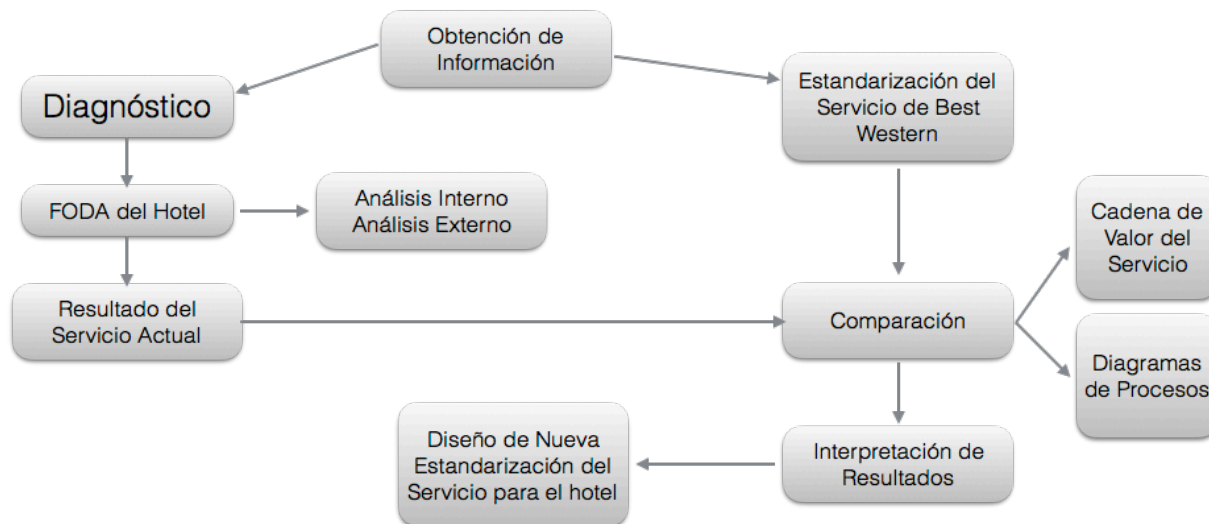 Obtención de
Información
Diagnóstico
Estandarización del
Servicio de Best
Western
FODA del Hotel
Análisis Interno
Análisis Externo
Cadena de
Valor del
Servicio
Resultado del
Servicio Actual
Comparación
Diagramas
de Procesos
Interpretación de
Resultados
Diseño de Nueva
Estandarización del
Servicio para el hotel